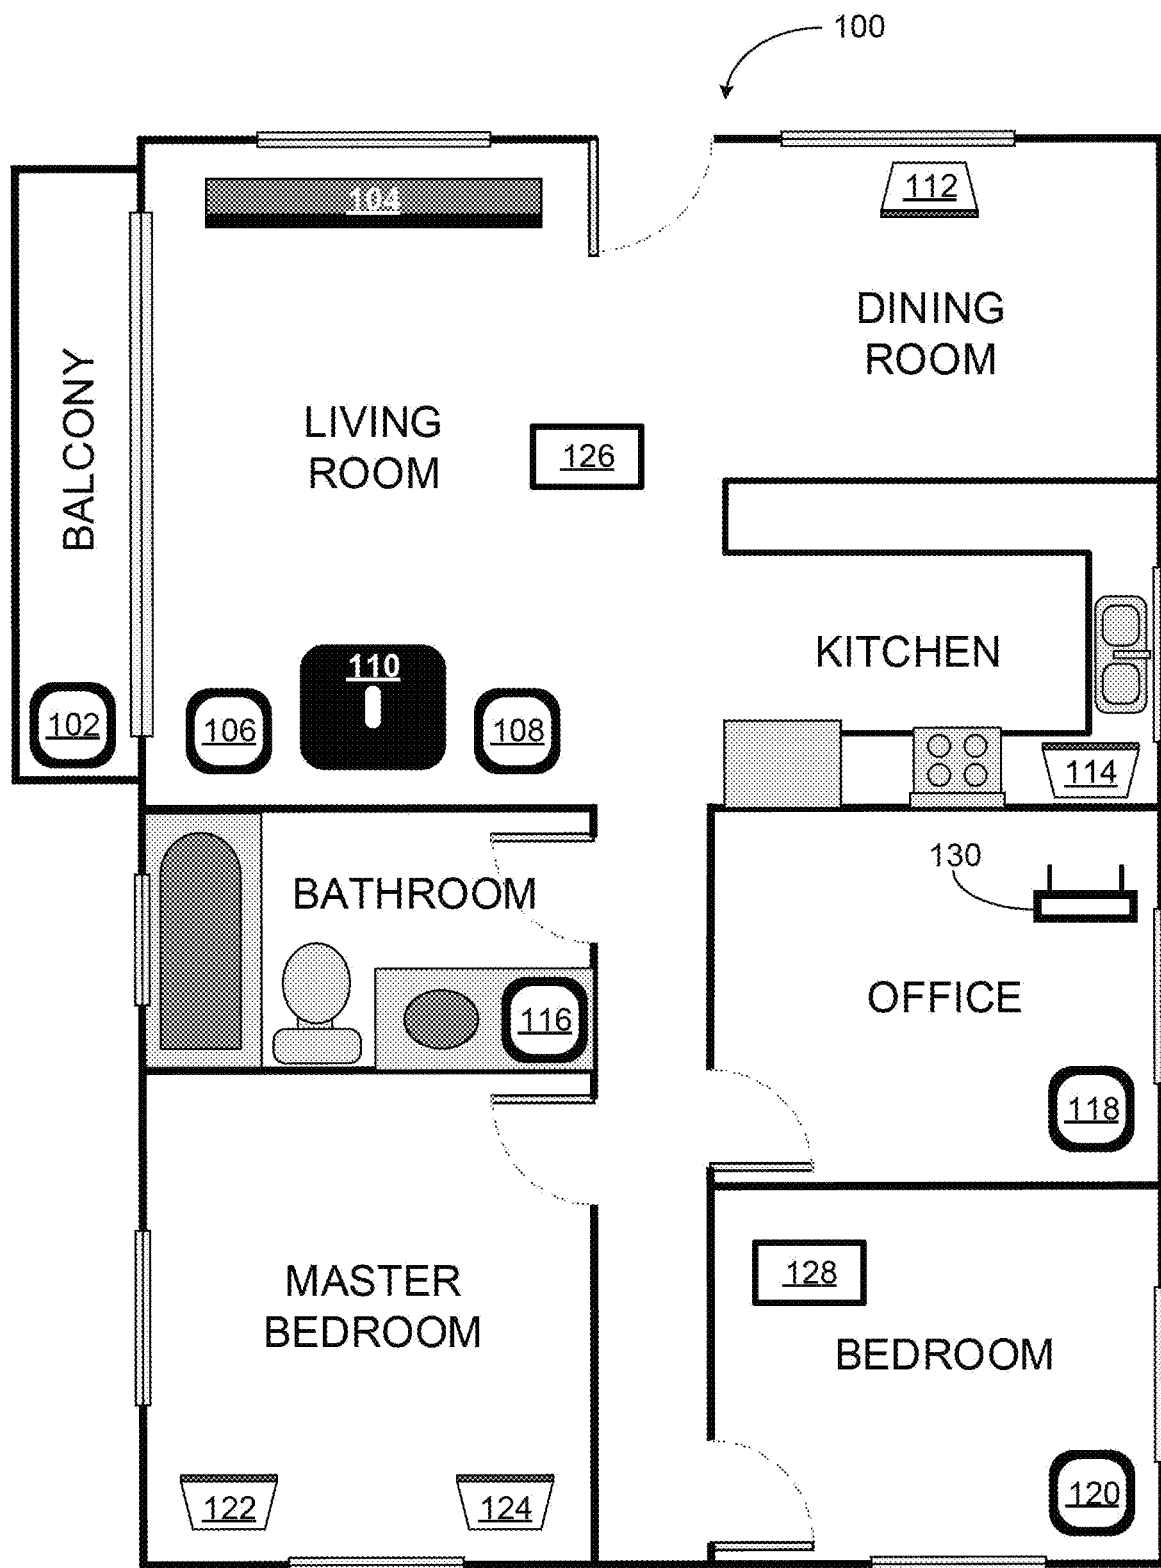 100
104
112
DINING
ROOM
BALCONY
LIVING
ROOM
126
KITCHEN
110
102
106
108
114
130
BATHROOM
OFFICE
116
118
MASTER
BEDROOM
128
BEDROOM
122
124
120